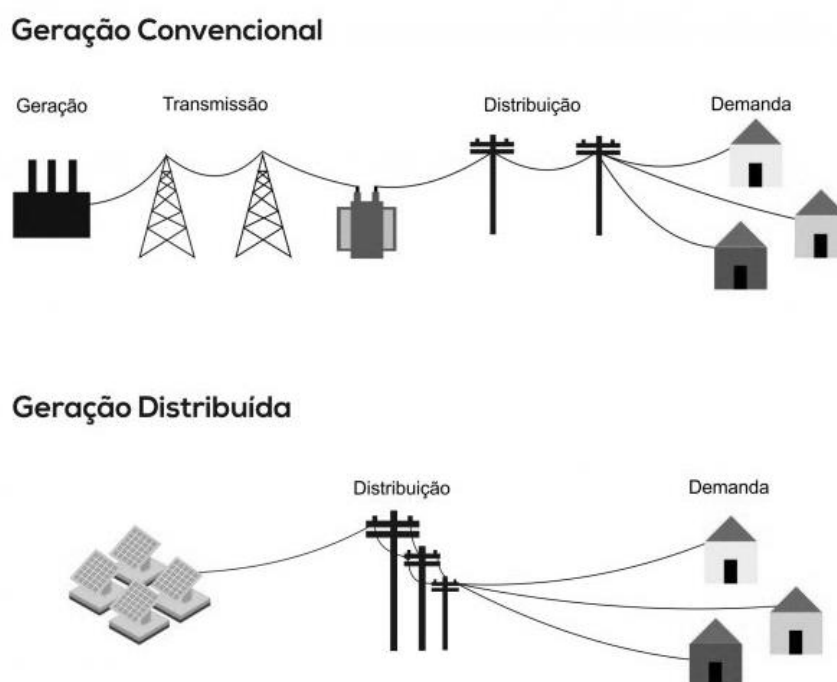 Geração Convencional
Geração Transmissão Distribuição Demanda
Geração Distribuída
Distribuição Demanda